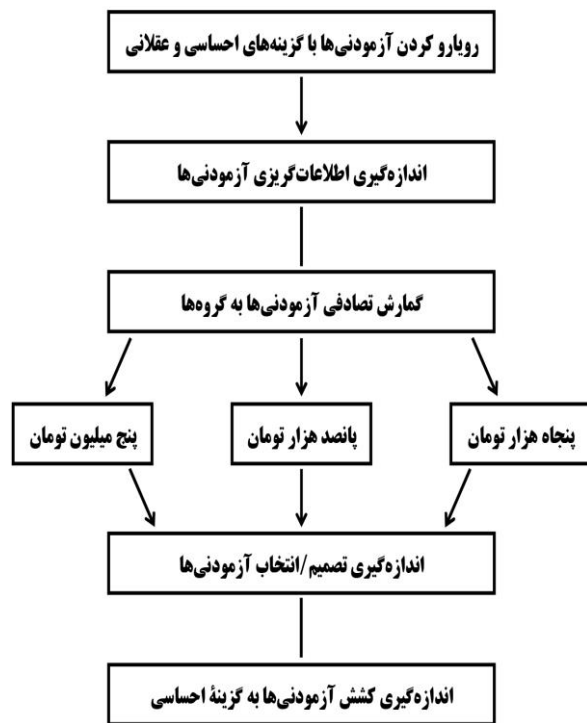 رویارو کردن آزمودنی‌ها با گزینه‌های احساسی و عقلانی
اندازه‌گیری اطلاعات‌گریزی آزمودنی‌ها
گمارش تصادفی آزمودنی‌ها به گروه‌ها
پنجاه هزار تومان
پانصد هزار تومان
پنج میلیون تومان
اندازه‌گیری تصمیم/انتخاب آزمودنی‌ها
اندازه‌گیری کشش آزمودنی‌ها به گزینۀ احساسی